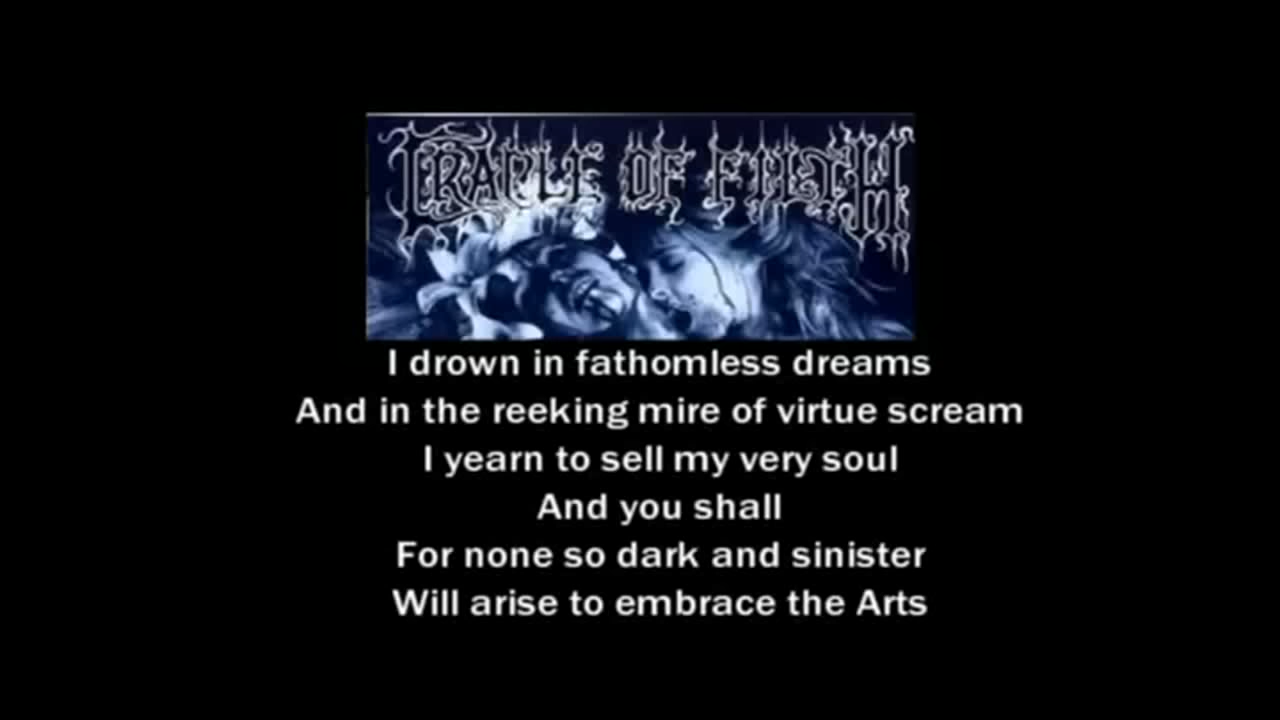 CRADLE OF FILTH
I drown in fathomless dreams
And in the reeking mire of virtue scream
I yearn to sell my very soul
And you shall
For none so dark and sinister
Will arise to embrace the Arts